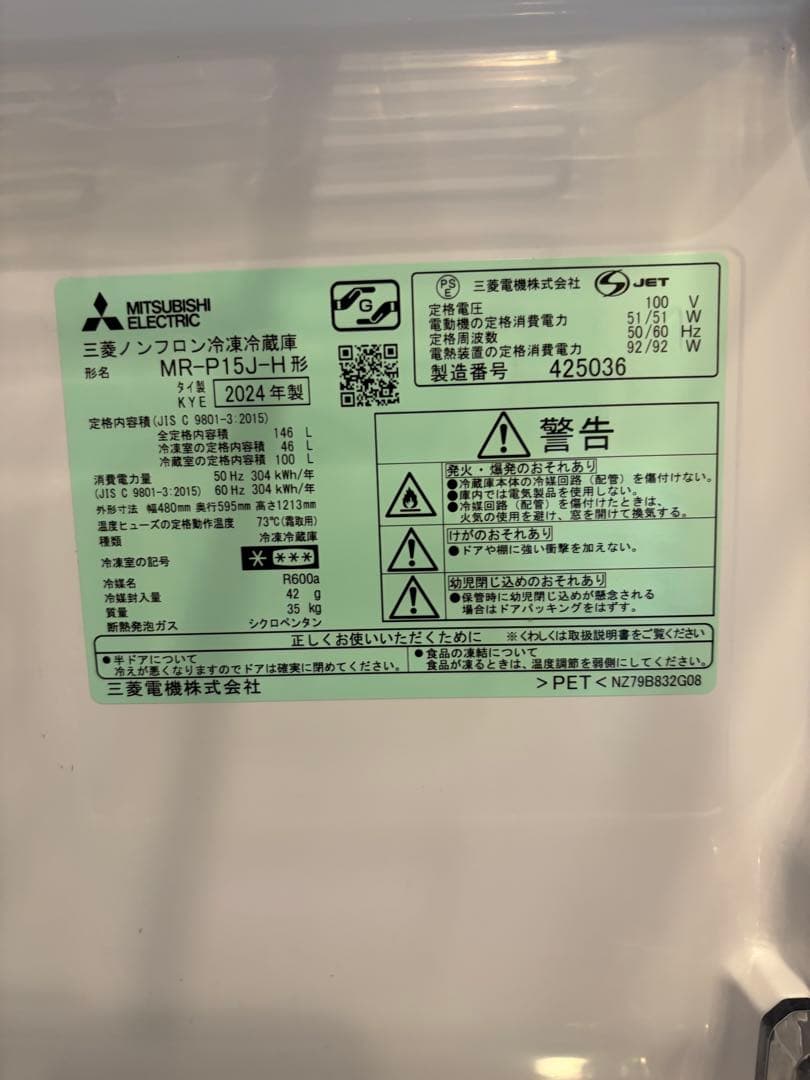 MITSUBISHI
ELECTRIC
G
三菱ノンフロン冷凍冷蔵庫
形名 MR-P15J-H形
タイ製
KYE 2024年製
定格内容積(JIS C 9801-3:2015)
全定格内容積 146 L
冷凍室の定格内容積 46 L
冷蔵室の定格内容積 100 L
消費電力量 50 Hz 304 kWh/年
(JIS C 9801-3:2015) 60 Hz 304 kWh/年
外形寸法 幅480mm 奥行595mm 高さ1213mm
温度ヒューズの定格動作温度 73℃(霜取用)
種類 冷凍冷蔵庫
冷凍室の記号 * ***
冷媒名 R600a
冷媒封入量 42 g
質量 35 kg
断熱発泡ガス シクロペンタン
PS
E 三菱電機株式会社 S JET
定格電圧 100 V
電動機の定格消費電力 51/51 W
定格周波数 50/60 Hz
電熱装置の定格消費電力 92/92 W
製造番号 425036
警告
発火・爆発のおそれあり
●冷蔵庫本体の冷媒回路(配管)を傷付けない。
●庫内では電気製品を使用しない。
●冷媒回路(配管)を傷付けたときは、
火気の使用を避け、窓を開けて換気する。
けがのおそれあり
●ドアや棚に強い衝撃を加えない。
幼児閉じ込めのおそれあり
●保管時に幼児閉じ込めが懸念される
場合はドアパッキングをはずす。
正しくお使いいただくために ※くわしくは取扱説明書をご覧ください
●半ドアについて
冷えが悪くなりますのでドアは確実に閉めてください。
●食品の凍結について
食品が凍るときは、温度調節を弱側にしてください。
三菱電機株式会社 >PET< NZ79B832G08